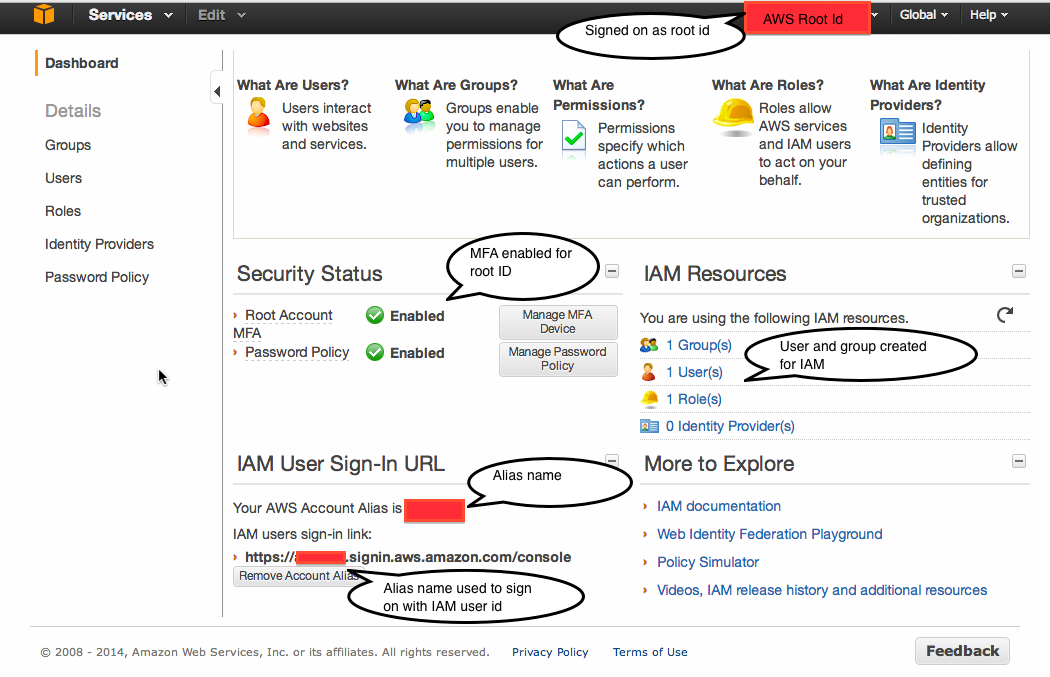 Services Edit AWS Root Id Global Help
Signed on as root id
Dashboard
Details
Groups
Users
Roles
Identity Providers
Password Policy
What Are Users?
Users interact
with websites
and services.
What Are Groups?
Groups enable
you to manage
permissions for
multiple users.
What Are
Permissions?
Permissions
specify which
actions a user
can perform.
What Are Roles?
Roles allow
AWS services
and IAM users
to act on your
behalf.
What Are Identity
Providers?
Identity
Providers allow
defining
entities for
trusted
organizations.
Security Status
MFA enabled for
root ID
Root Account
MFA
Enabled
Manage MFA
Device
Password Policy
Enabled
Manage Password
Policy
IAM Resources
You are using the following IAM resources.
1 Group(s)
1 User(s)
1 Role(s)
0 Identity Provider(s)
User and group created
for IAM
IAM User Sign-In URL
Alias name
Your AWS Account Alias is
IAM users sign-in link:
https://.signin.aws.amazon.com/console
Remove Account Alias
Alias name used to sign
on with IAM user id
More to Explore
IAM documentation
Web Identity Federation Playground
Policy Simulator
Videos, IAM release history and additional resources
© 2008 - 2014, Amazon Web Services, Inc. or its affiliates. All rights reserved. Privacy Policy Terms of Use
Feedback